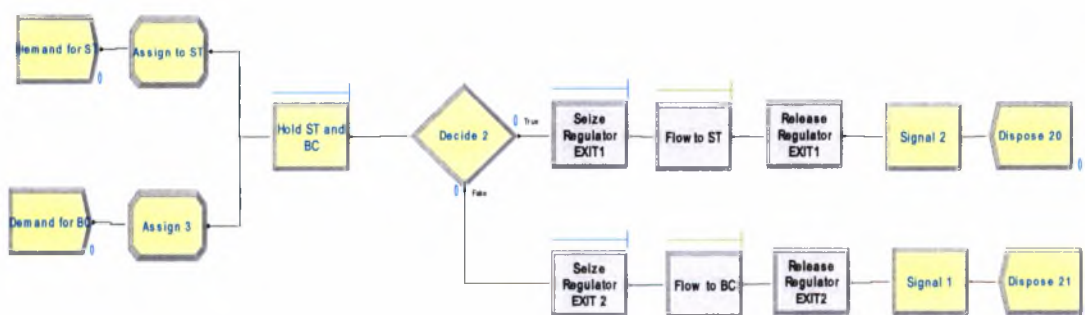 Demand for ST
0
Assign to ST
Hold ST and
BC
Decide 2
0 True
0 False
Seize
Regulator
EXIT1
Flow to ST
Release
Regulator
EXIT1
Signal 2
Dispose 20
0
Demand for BC
0
Assign 3
Seize
Regulator
EXIT 2
Flow to BC
Release
Regulator
EXIT2
Signal 1
Dispose 21